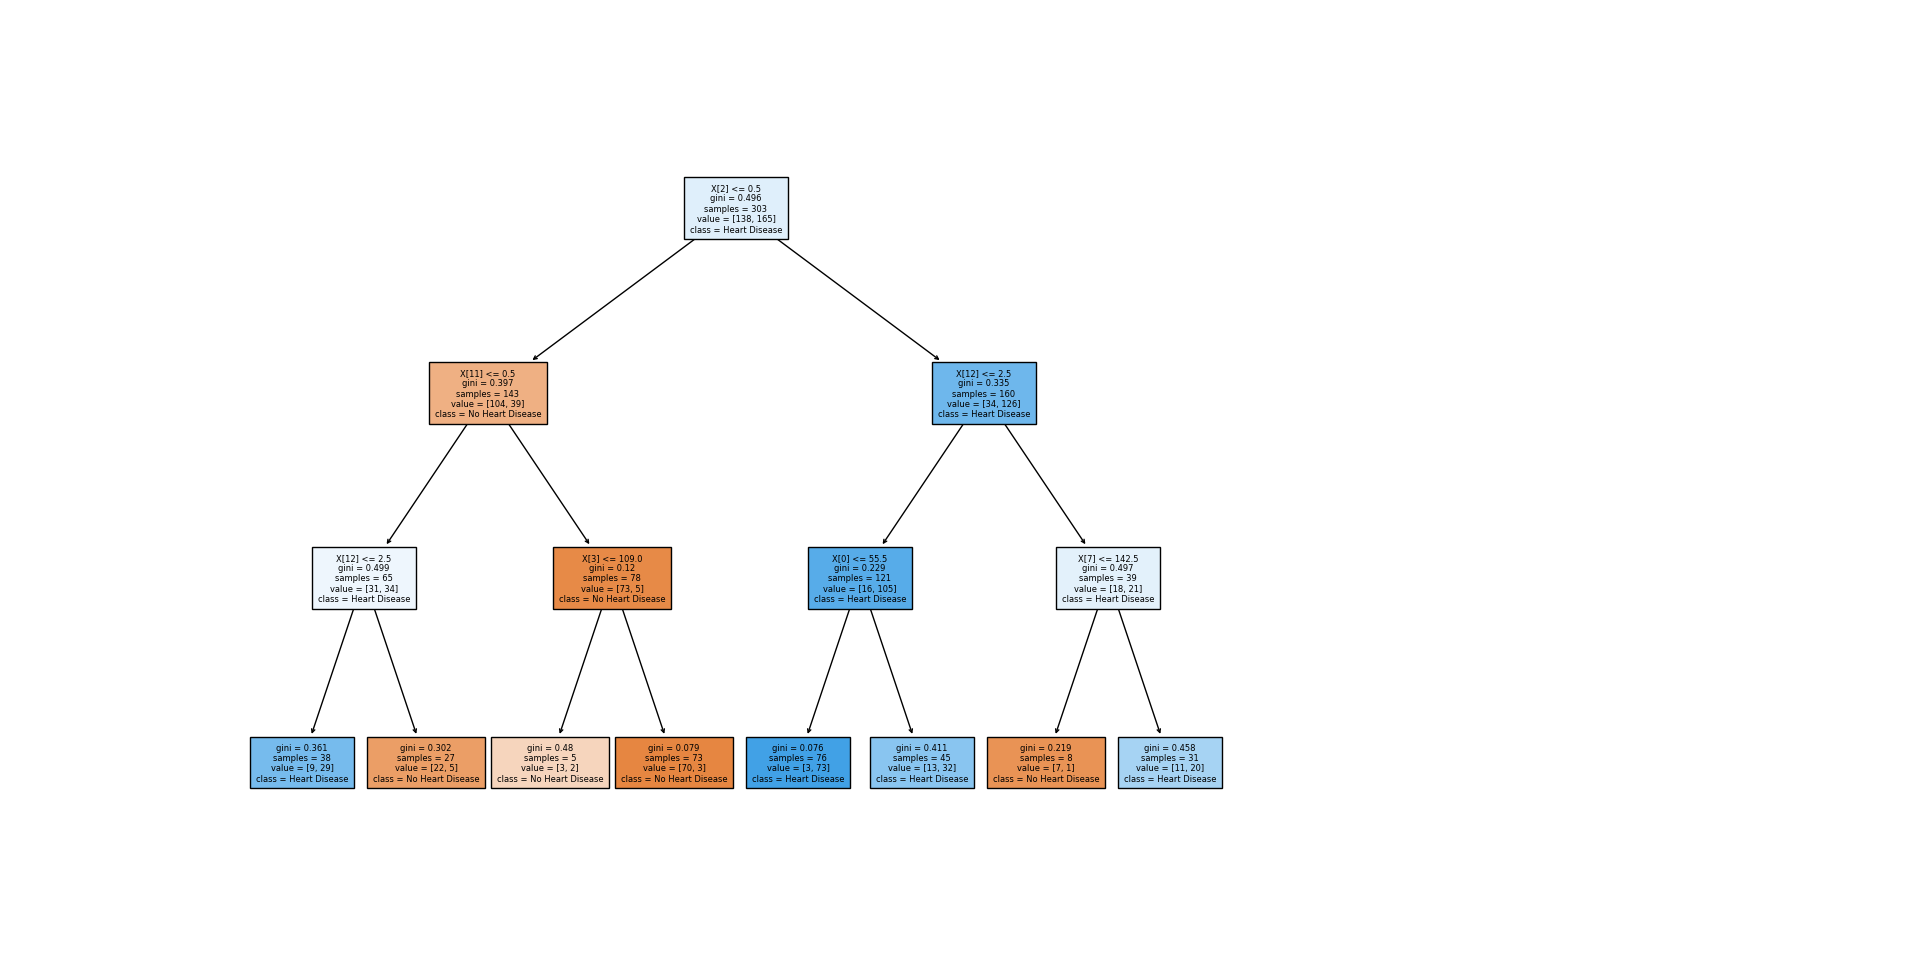 X[2] <= 0.5
gini = 0.496
samples = 303
value = [138, 165]
class = Heart Disease
X[11] <= 0.5
gini = 0.397
samples = 143
value = [104, 39]
class = No Heart Disease
X[12] <= 2.5
gini = 0.335
samples = 160
value = [34, 126]
class = Heart Disease
X[12] <= 2.5
gini = 0.499
samples = 65
value = [31, 34]
class = Heart Disease
X[3] <= 109.0
gini = 0.12
samples = 78
value = [73, 5]
class = No Heart Disease
X[0] <= 55.5
gini = 0.229
samples = 121
value = [16, 105]
class = Heart Disease
X[7] <= 142.5
gini = 0.497
samples = 39
value = [18, 21]
class = Heart Disease
gini = 0.361
samples = 38
value = [9, 29]
class = Heart Disease
gini = 0.302
samples = 27
value = [22, 5]
class = No Heart Disease
gini = 0.48
samples = 5
value = [3, 2]
class = No Heart Disease
gini = 0.079
samples = 73
value = [70, 3]
class = No Heart Disease
gini = 0.076
samples = 76
value = [3, 73]
class = Heart Disease
gini = 0.411
samples = 45
value = [13, 32]
class = Heart Disease
gini = 0.219
samples = 8
value = [7, 1]
class = No Heart Disease
gini = 0.458
samples = 31
value = [11, 20]
class = Heart Disease